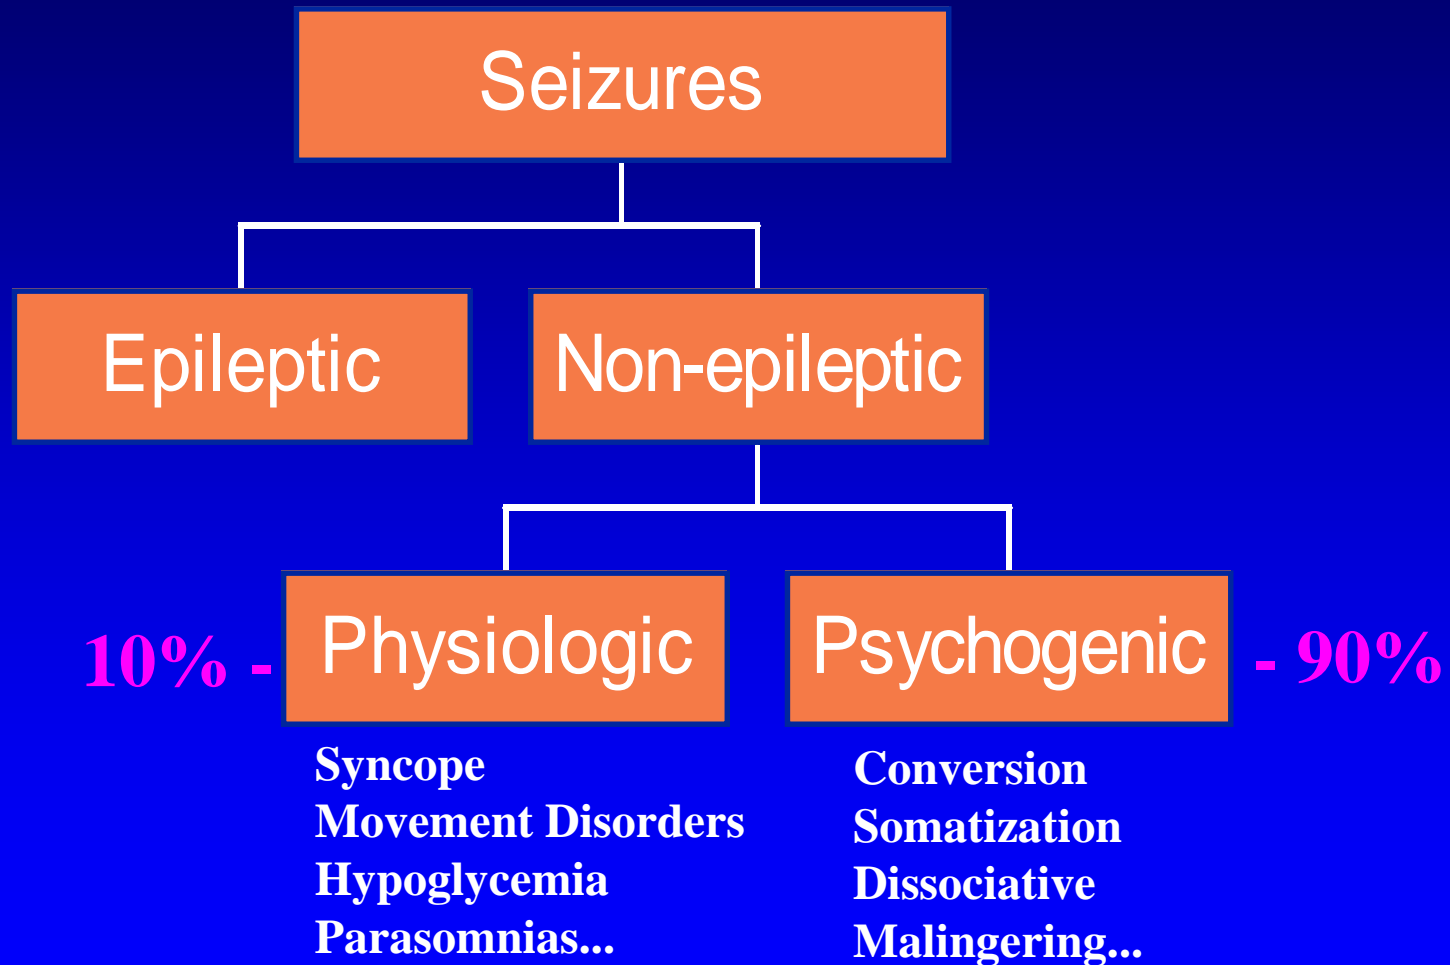 Seizures
Epileptic
Non-epileptic
10% -
Physiologic
Psychogenic
- 90%
Syncope
Movement Disorders
Hypoglycemia
Parasomnias...
Conversion
Somatization
Dissociative
Malingering...